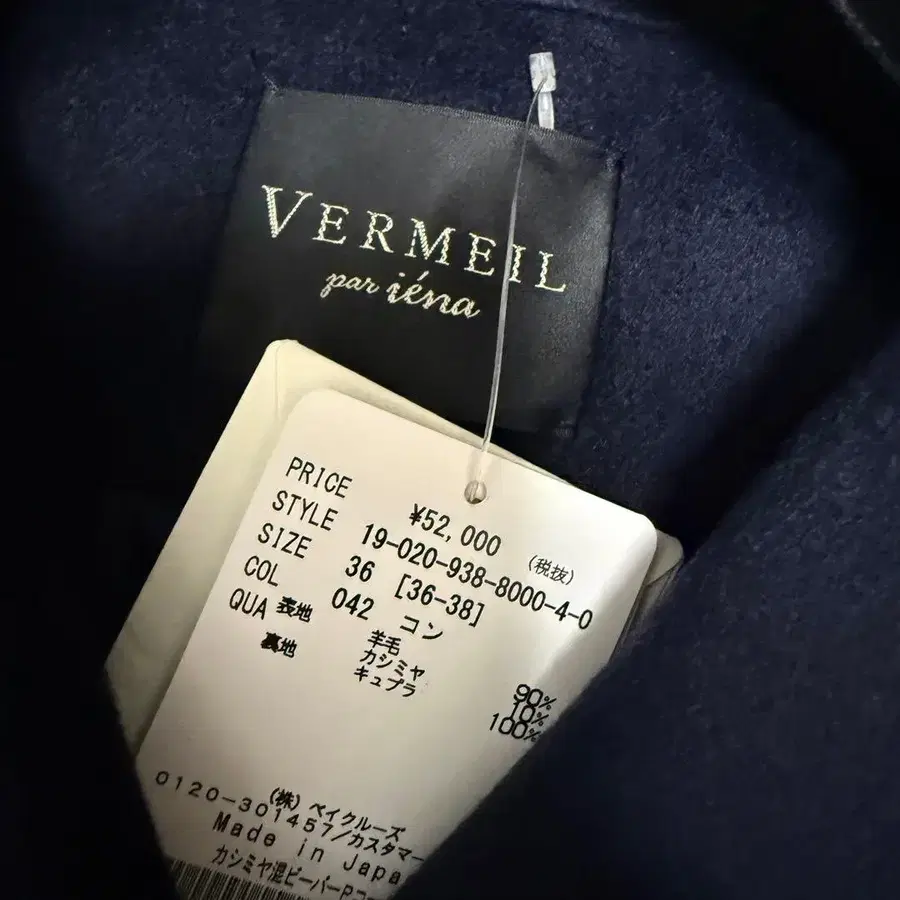 VERMEIL
par iéna
PRICE ¥52,000 (税抜)
STYLE 19-020-938-8000-4-0
SIZE 36 [36-38]
COL 042 コン
QUA 表地 羊毛 90%
カシミヤ 10%
裏地 キュプラ 100%
(株)ベイクルーズ
0120-301457/カスタマー
Made in Japa
カシミヤ混ビーバーPコー